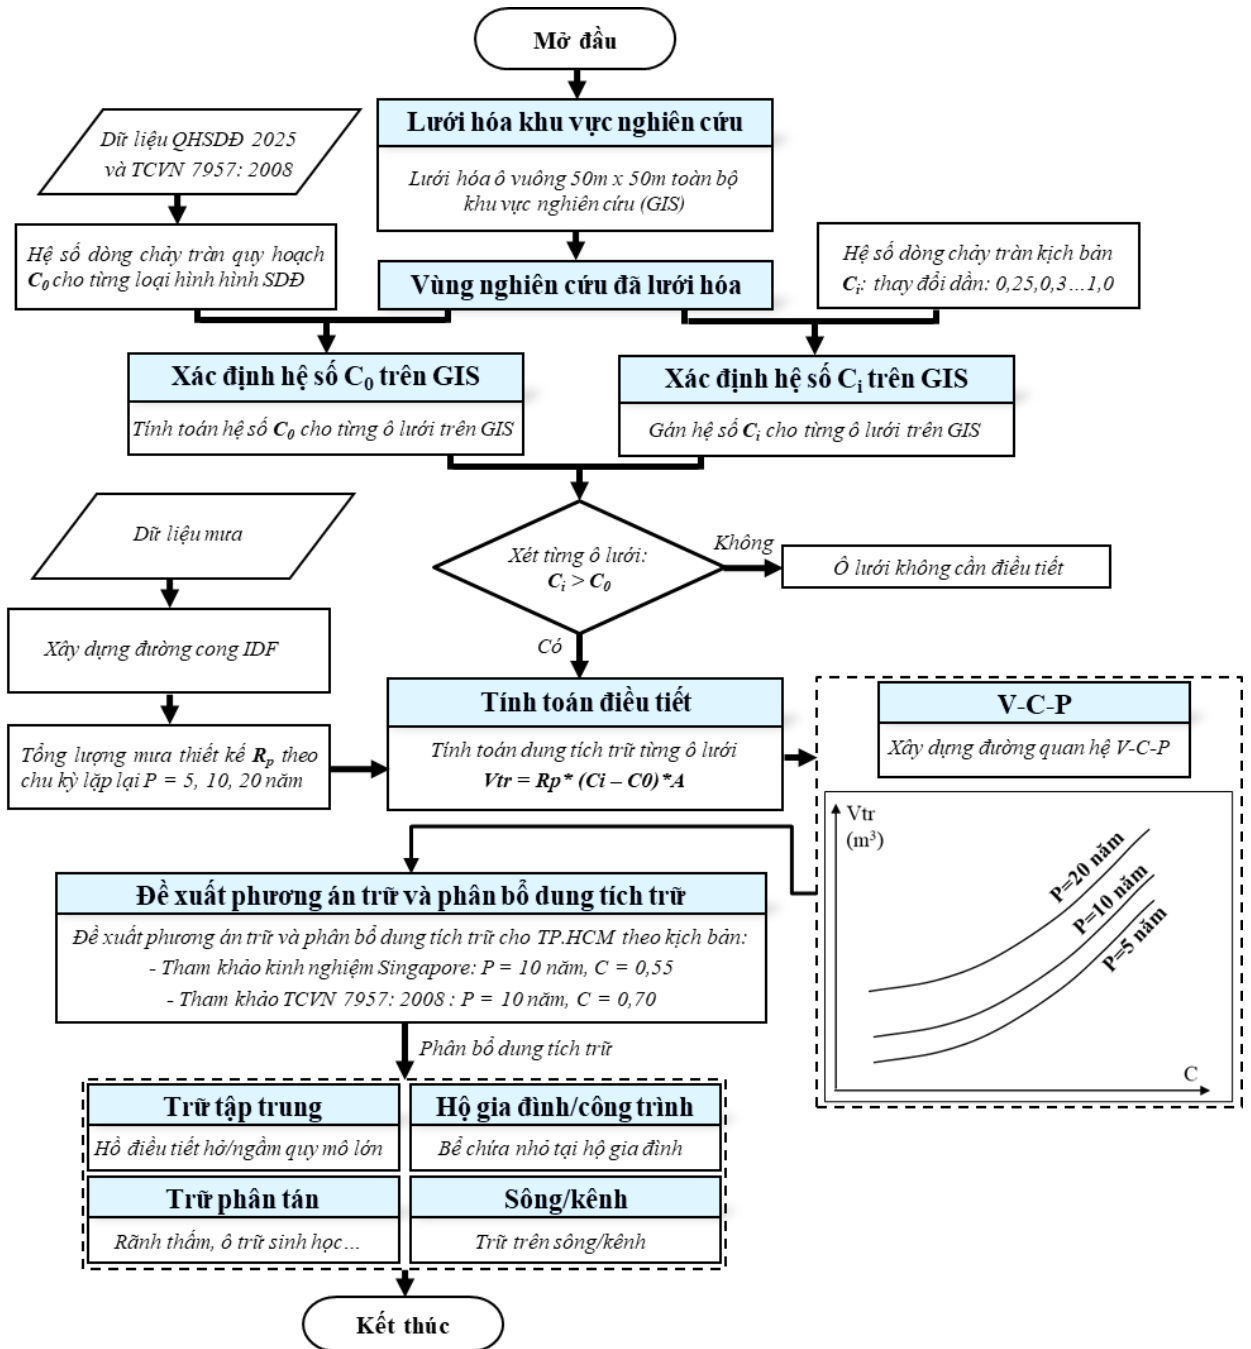 Mở đầu
Lưới hóa khu vực nghiên cứu
Lưới hóa ô vuông 50m x 50m toàn bộ
khu vực nghiên cứu (GIS)
Dữ liệu QHSDĐ 2025
và TCVN 7957: 2008
Hệ số dòng chảy tràn quy hoạch
C0 cho từng loại hình hình SDĐ
Vùng nghiên cứu đã lưới hóa
Hệ số dòng chảy tràn kịch bản
Ci: thay đổi dần: 0,25,0,3...1,0
Xác định hệ số C0 trên GIS
Tính toán hệ số C0 cho từng ô lưới trên GIS
Xác định hệ số Ci trên GIS
Gán hệ số Ci cho từng ô lưới trên GIS
Dữ liệu mưa
Xét từng ô lưới:
Ci > C0
Không
Ô lưới không cần điều tiết
Có
Xây dựng đường cong IDF
Tổng lượng mưa thiết kế Rp theo
chu kỳ lặp lại P = 5, 10, 20 năm
Tính toán điều tiết
Tính toán dung tích trữ từng ô lưới
Vtr = Rp* (Ci – C0)*A
V-C-P
Xây dựng đường quan hệ V-C-P
Vtr
(m³)
P=20 năm
P=10 năm
P=5 năm
C
Đề xuất phương án trữ và phân bổ dung tích trữ
Đề xuất phương án trữ và phân bổ dung tích trữ cho TP.HCM theo kịch bản:
- Tham khảo kinh nghiệm Singapore: P = 10 năm, C = 0,55
- Tham khảo TCVN 7957: 2008 : P = 10 năm, C = 0,70
Phân bổ dung tích trữ
Trữ tập trung
Hồ điều tiết hở/ngầm quy mô lớn
Hộ gia đình/công trình
Bể chứa nhỏ tại hộ gia đình
Trữ phân tán
Rãnh thấm, ô trữ sinh học...
Sông/kênh
Trữ trên sông/kênh
Kết thúc